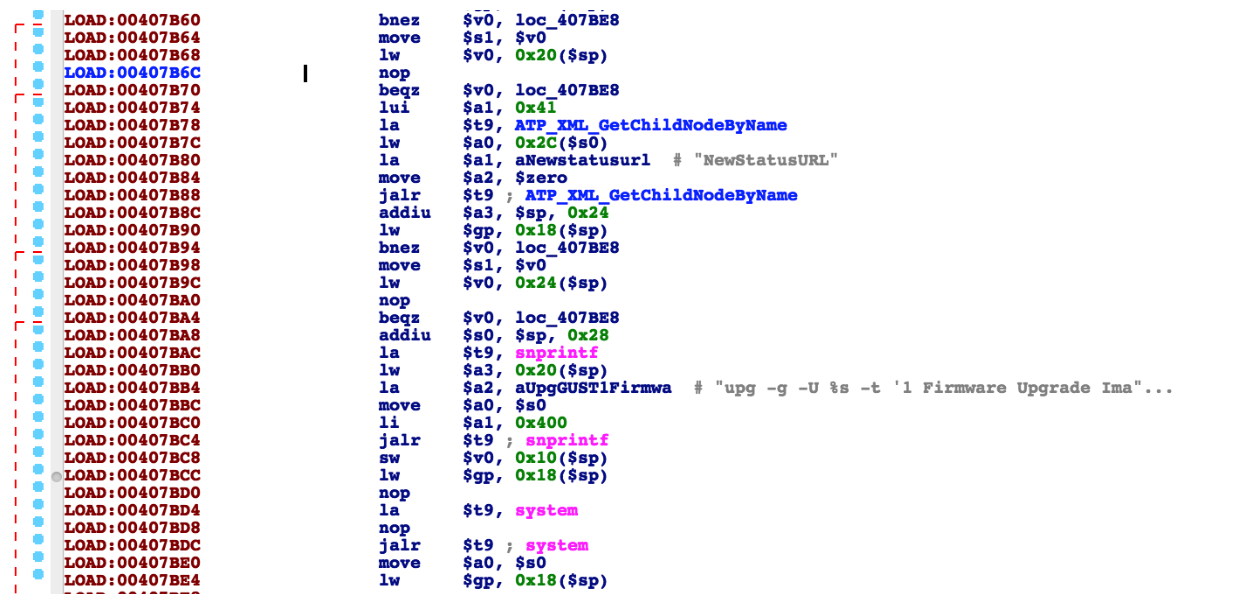 LOAD:00407B60 bnez $v0, loc_407BE8
LOAD:00407B64 move $s1, $v0
LOAD:00407B68 lw $v0, 0x20($sp)
LOAD:00407B6C nop
LOAD:00407B70 beqz $v0, loc_407BE8
LOAD:00407B74 lui $a1, 0x41
LOAD:00407B78 la $t9, ATP_XML_GetChildNodeByName
LOAD:00407B7C lw $a0, 0x2C($s0)
LOAD:00407B80 la $a1, aNewstatusurl # "NewStatusURL"
LOAD:00407B84 move $a2, $zero
LOAD:00407B88 jalr $t9 ; ATP_XML_GetChildNodeByName
LOAD:00407B8C addiu $a3, $sp, 0x24
LOAD:00407B90 lw $gp, 0x18($sp)
LOAD:00407B94 bnez $v0, loc_407BE8
LOAD:00407B98 move $s1, $v0
LOAD:00407B9C lw $v0, 0x24($sp)
LOAD:00407BA0 nop
LOAD:00407BA4 beqz $v0, loc_407BE8
LOAD:00407BA8 addiu $s0, $sp, 0x28
LOAD:00407BAC la $t9, snprintf
LOAD:00407BB0 lw $a3, 0x20($sp)
LOAD:00407BB4 la $a2, aUpgGUST1Firmwa # "upg -g -U %s -t '1 Firmware Upgrade Ima"...
LOAD:00407BBC move $a0, $s0
LOAD:00407BC0 li $a1, 0x400
LOAD:00407BC4 jalr $t9 ; snprintf
LOAD:00407BC8 sw $v0, 0x10($sp)
LOAD:00407BCC lw $gp, 0x18($sp)
LOAD:00407BD0 nop
LOAD:00407BD4 la $t9, system
LOAD:00407BD8 nop
LOAD:00407BDC jalr $t9 ; system
LOAD:00407BE0 move $a0, $s0
LOAD:00407BE4 lw $gp, 0x18($sp)